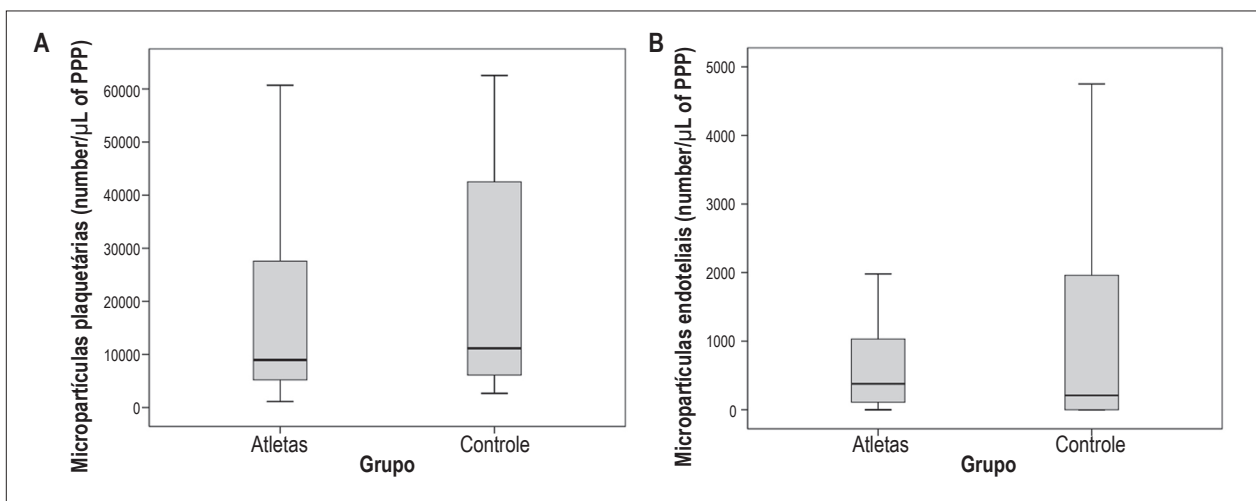 A
Micropartículas plaquetárias (number/µL of PPP)
60000
50000
40000
30000
20000
10000
0
Atletas
Controle
Grupo
B
Micropartículas endoteliais (number/µL of PPP)
5000
4000
3000
2000
1000
0
Atletas
Controle
Grupo